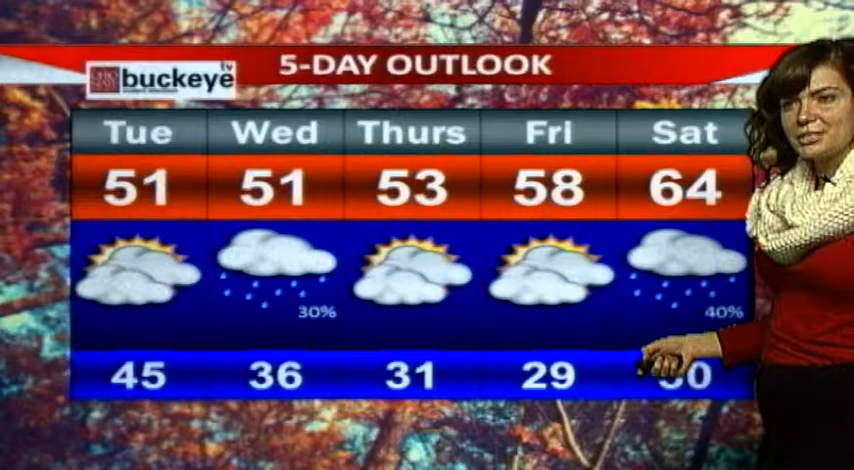 buckeye tv
5-DAY OUTLOOK
Tue Wed Thurs Fri Sat
51 51 53 58 64
30% 40%
45 36 31 29